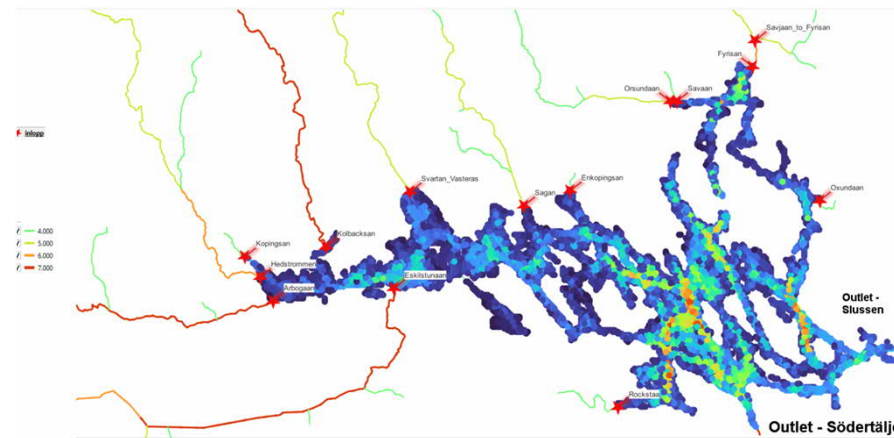 Savjaan_to_Fyrisan
Fyrisan
Orsundaan
Savaan
inlopp
Svartan_Vasteras
Sagan
Enkopingsan
Oxsundaan
Kopingsan
Kolbacksan
Hedstrommen
Eskilstunaan
Arbogaan
4.000
5.000
6.000
7.000
Outlet -
Slussen
Rockstaa
Outlet - Södertälje